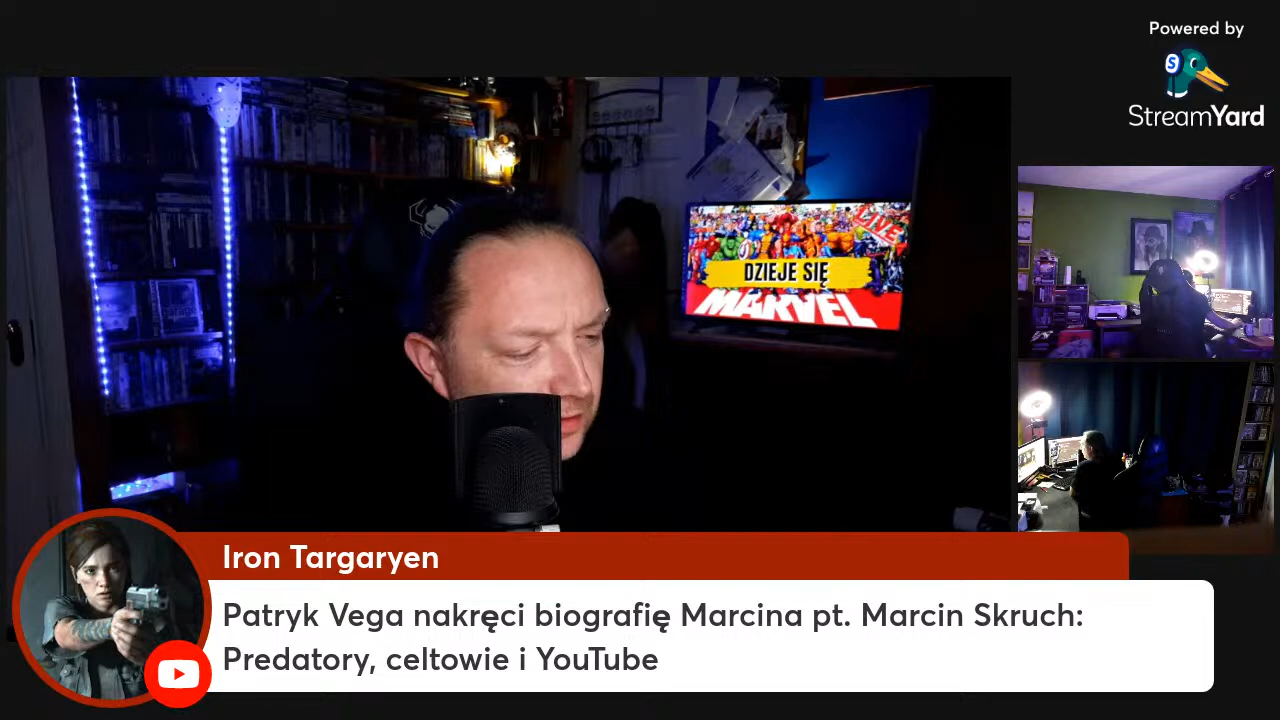 Powered by
StreamYard
LIVE
DZIEJE SIĘ
MARVEL
Iron Targaryen
Patryk Vega nakręci biografię Marcina pt. Marcin Skruch:
Predatory, celtowie i YouTube